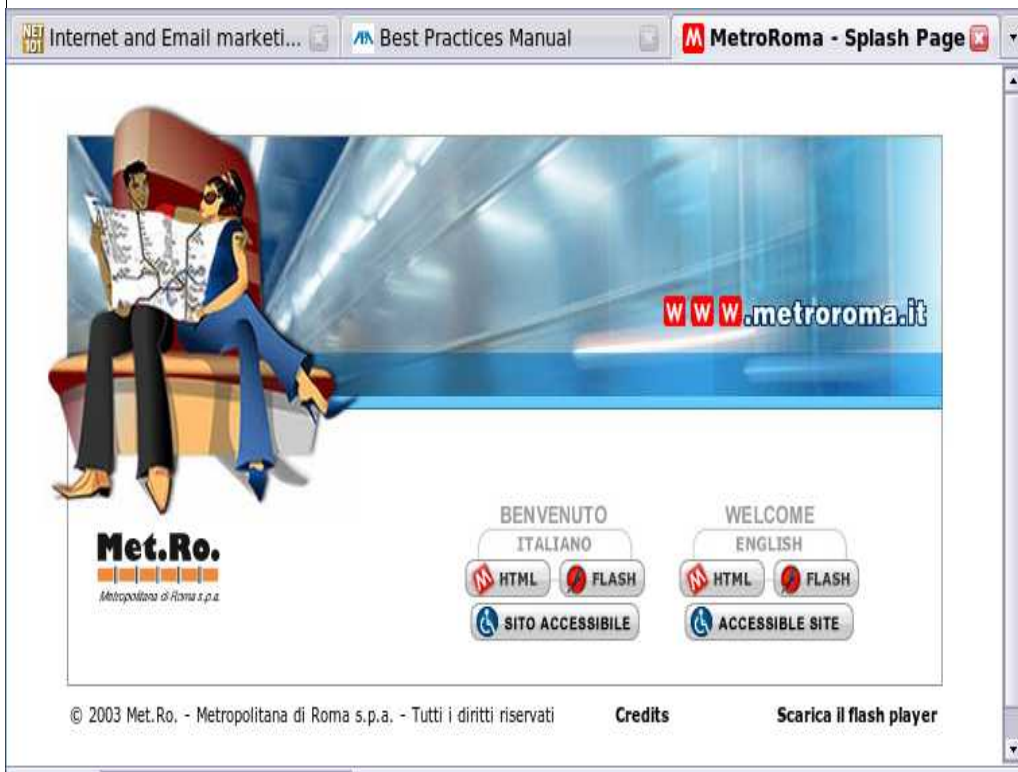 NET 101 Internet and Email marketi... Best Practices Manual M MetroRoma - Splash Page
WWW.metroroma.it
BENVENUTO WELCOME
ITALIANO ENGLISH
Met.Ro.
M HTML FLASH M HTML FLASH
Metropolitana di Roma s.p.a.
SITO ACCESSIBILE ACCESSIBLE SITE
© 2003 Met.Ro. - Metropolitana di Roma s.p.a. - Tutti i diritti riservati Credits Scarica il flash player